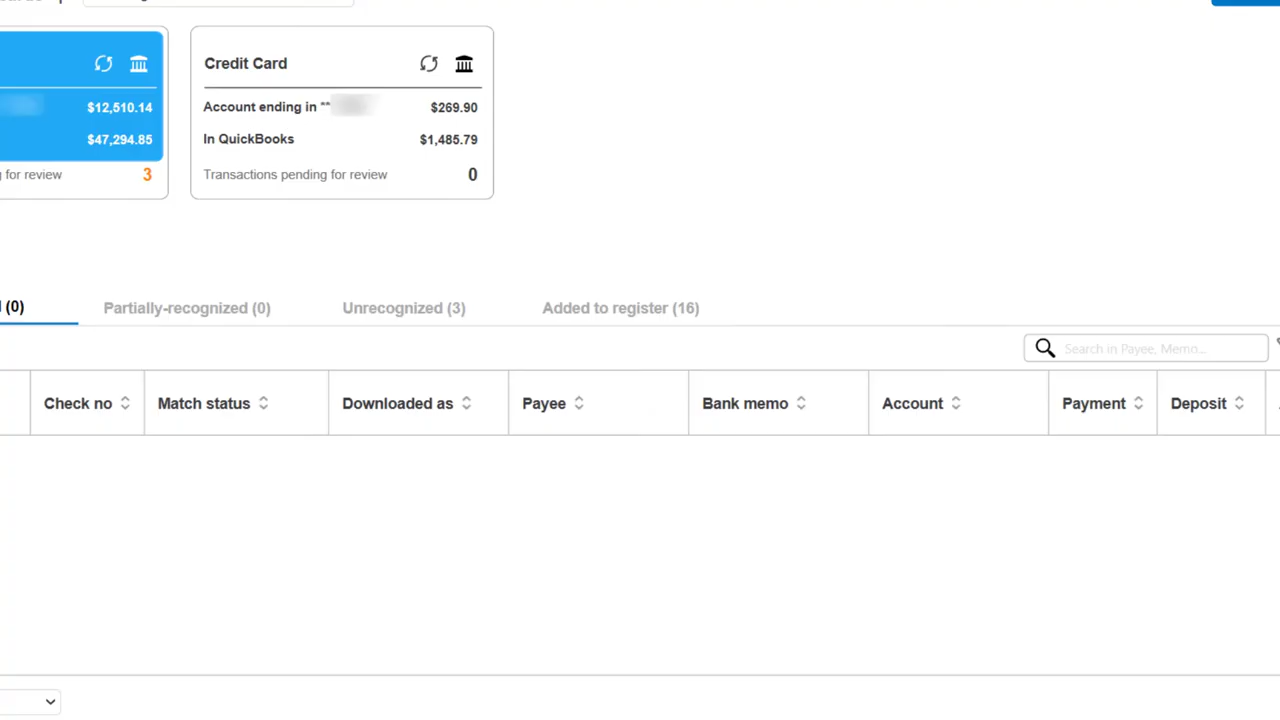 Credit Card
$12,510.14
Account ending in ** $269.90
$47,294.85
In QuickBooks $1,485.79
for review 3
Transactions pending for review 0
(0) Partially-recognized (0) Unrecognized (3) Added to register (16)
Search in Payee, Memo...
Check no Match status Downloaded as Payee Bank memo Account Payment Deposit